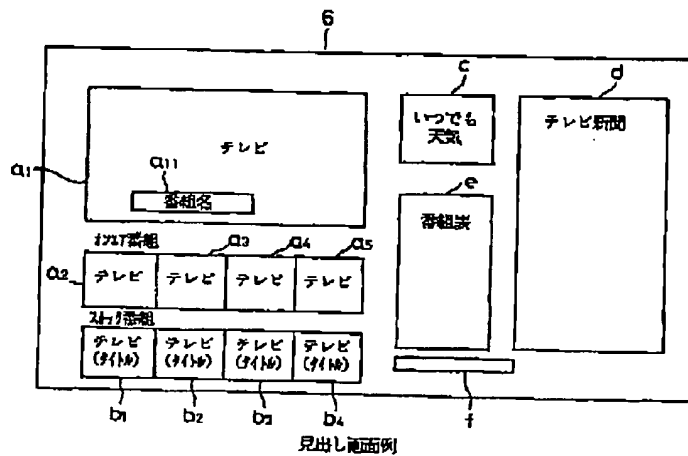 6
c
d
いつでも
天気
テレビ新聞
テレビ
a1
a11
番組名
e
番組表
オンエア番組
a3
a4
a5
a2
テレビ
テレビ
テレビ
テレビ
ストック番組
テレビ
(タイトル)
テレビ
(タイトル)
テレビ
(タイトル)
テレビ
(タイトル)
b1
b2
b3
b4
f
見出し画面例